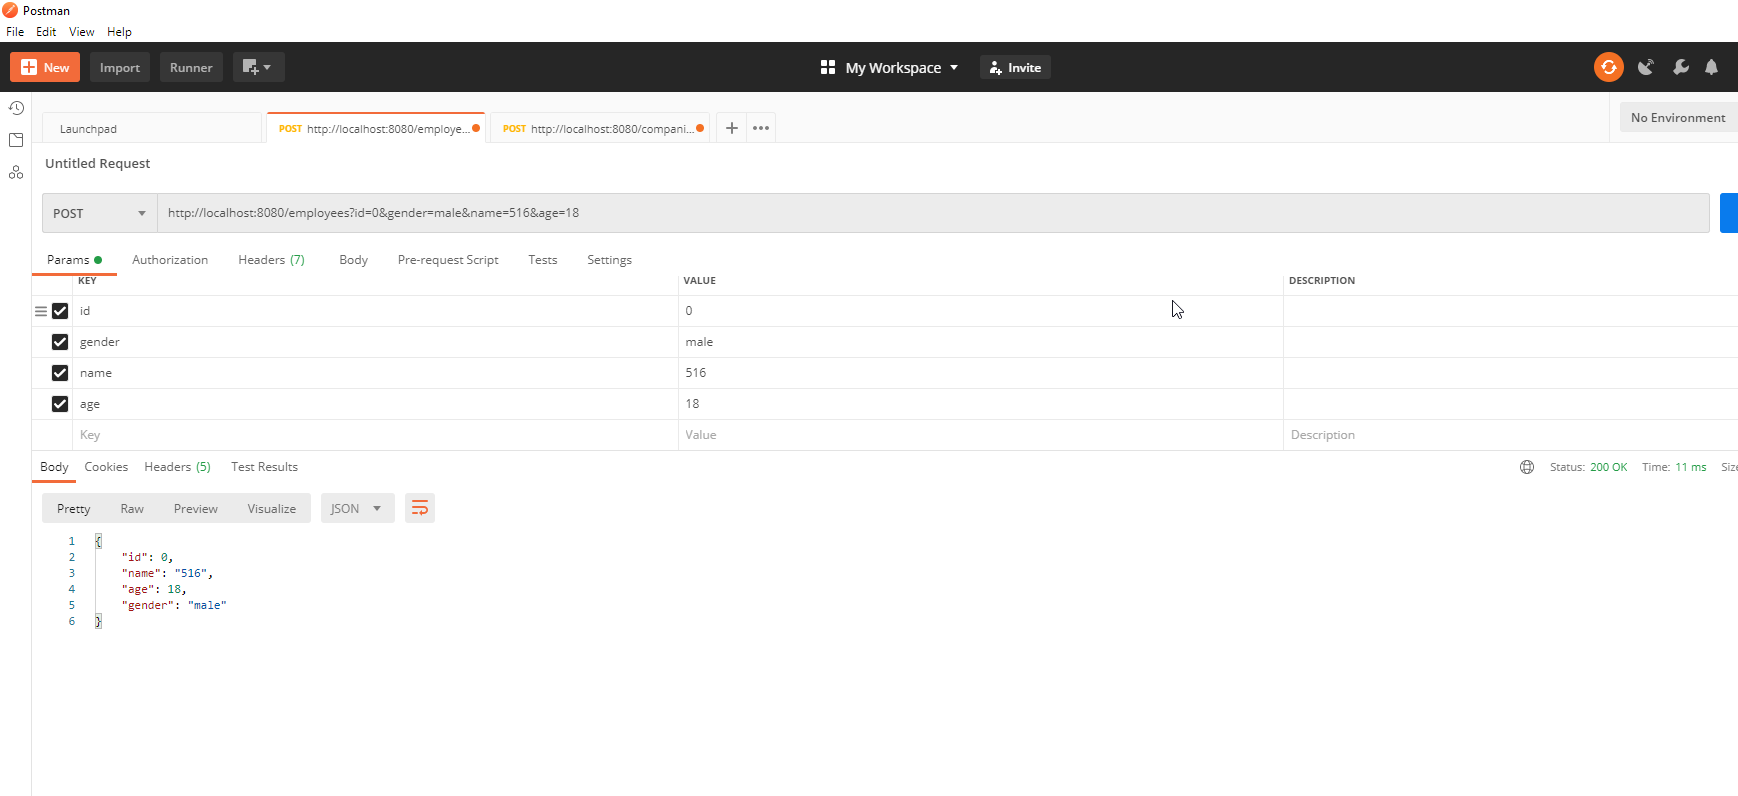 Postman
File Edit View Help
New Import Runner My Workspace Invite
Launchpad POST http://localhost:8080/employe... POST http://localhost:8080/compani... No Environment
Untitled Request
POST http://localhost:8080/employees?id=0&gender=male&name=516&age=18
Params Authorization Headers (7) Body Pre-request Script Tests Settings
KEY VALUE DESCRIPTION
id 0
gender male
name 516
age 18
Key Value Description
Body Cookies Headers (5) Test Results Status: 200 OK Time: 11 ms Size
Pretty Raw Preview Visualize JSON
1 {
2 "id": 0,
3 "name": "516",
4 "age": 18,
5 "gender": "male"
6 }